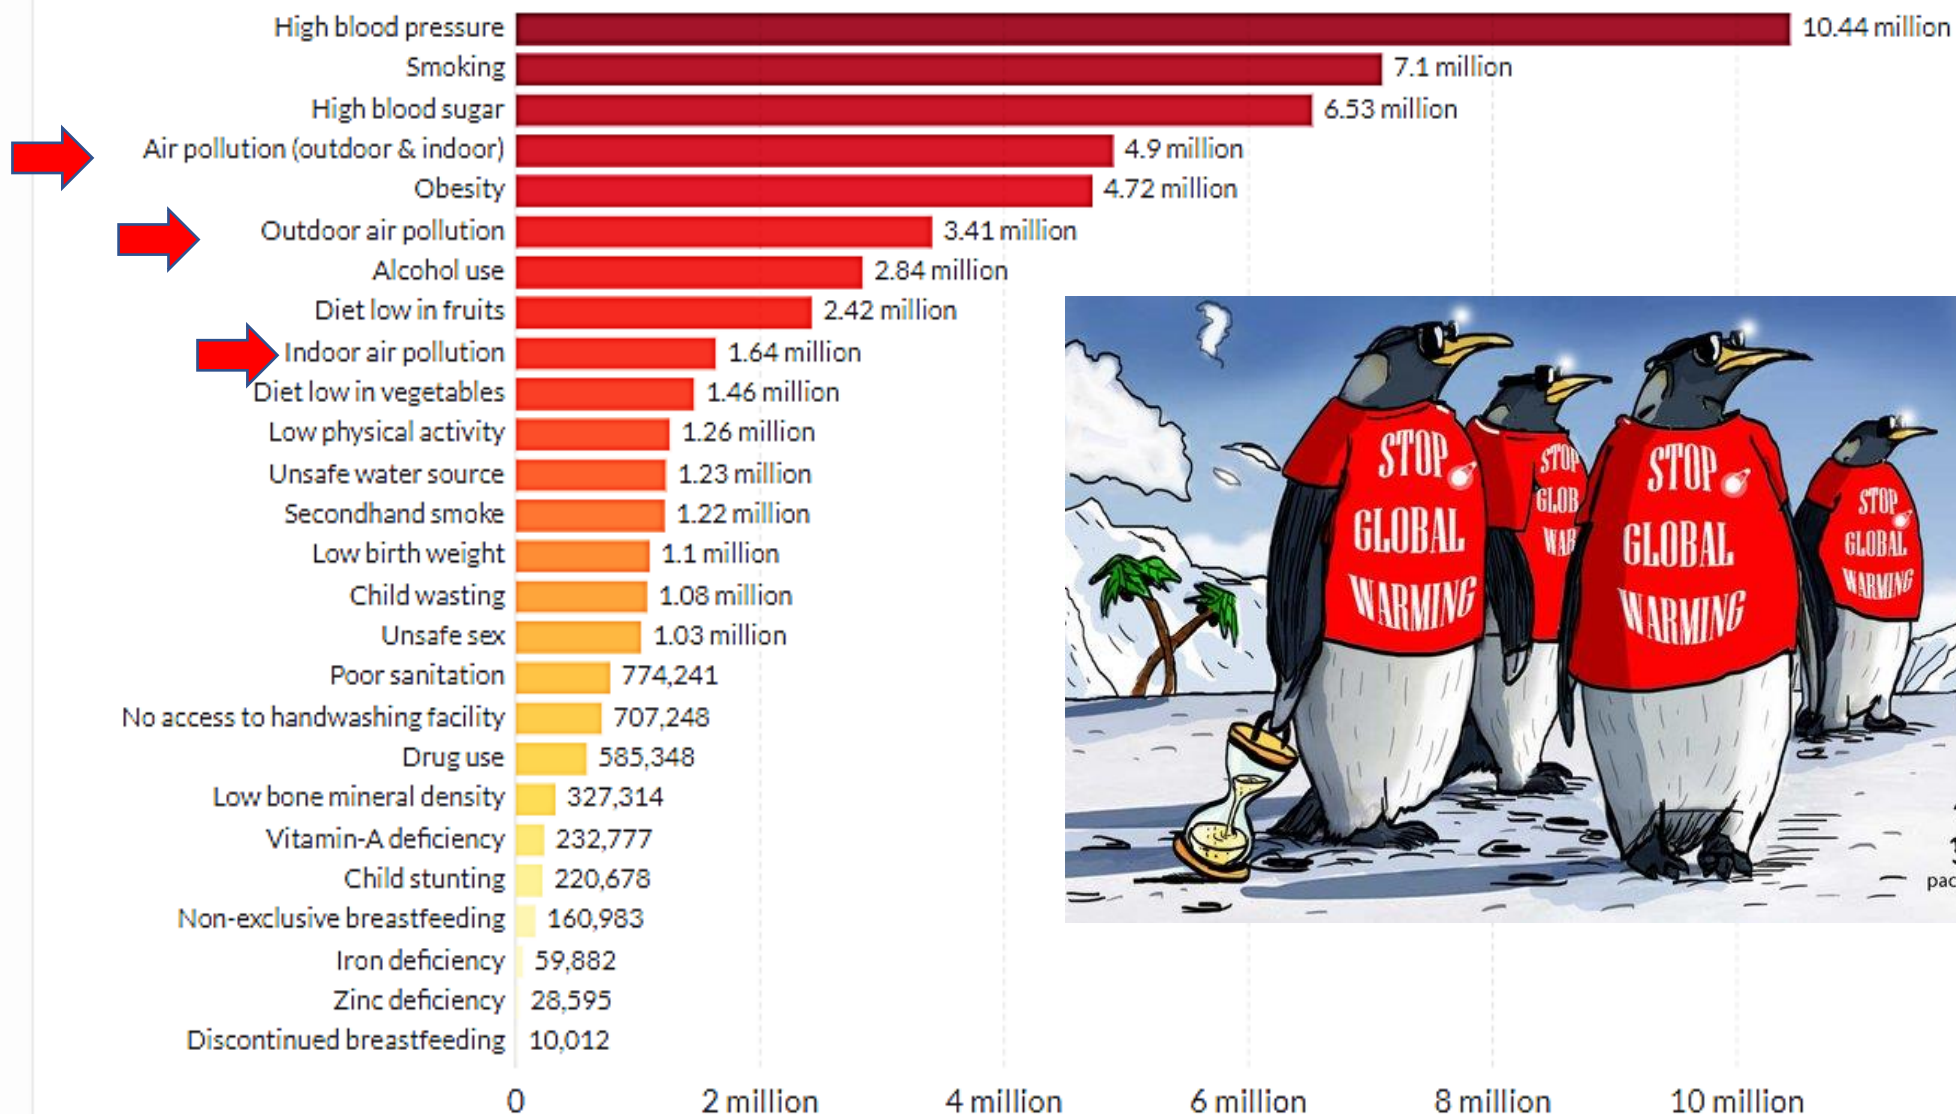 High blood pressure 10.44 million
Smoking 7.1 million
High blood sugar 6.53 million
Air pollution (outdoor & indoor) 4.9 million
Obesity 4.72 million
Outdoor air pollution 3.41 million
Alcohol use 2.84 million
Diet low in fruits 2.42 million
Indoor air pollution 1.64 million
Diet low in vegetables 1.46 million
Low physical activity 1.26 million
Unsafe water source 1.23 million
Secondhand smoke 1.22 million
Low birth weight 1.1 million
Child wasting 1.08 million
Unsafe sex 1.03 million
Poor sanitation 774,241
No access to handwashing facility 707,248
Drug use 585,348
Low bone mineral density 327,314
Vitamin-A deficiency 232,777
Child stunting 220,678
Non-exclusive breastfeeding 160,983
Iron deficiency 59,882
Zinc deficiency 28,595
Discontinued breastfeeding 10,012
0 2 million 4 million 6 million 8 million 10 million
STOP
GLOBAL
WARMING
STOP
GLOB
WAR
STOP
GLOBAL
WARMING
STOP
GLOBAL
WARMING
pac